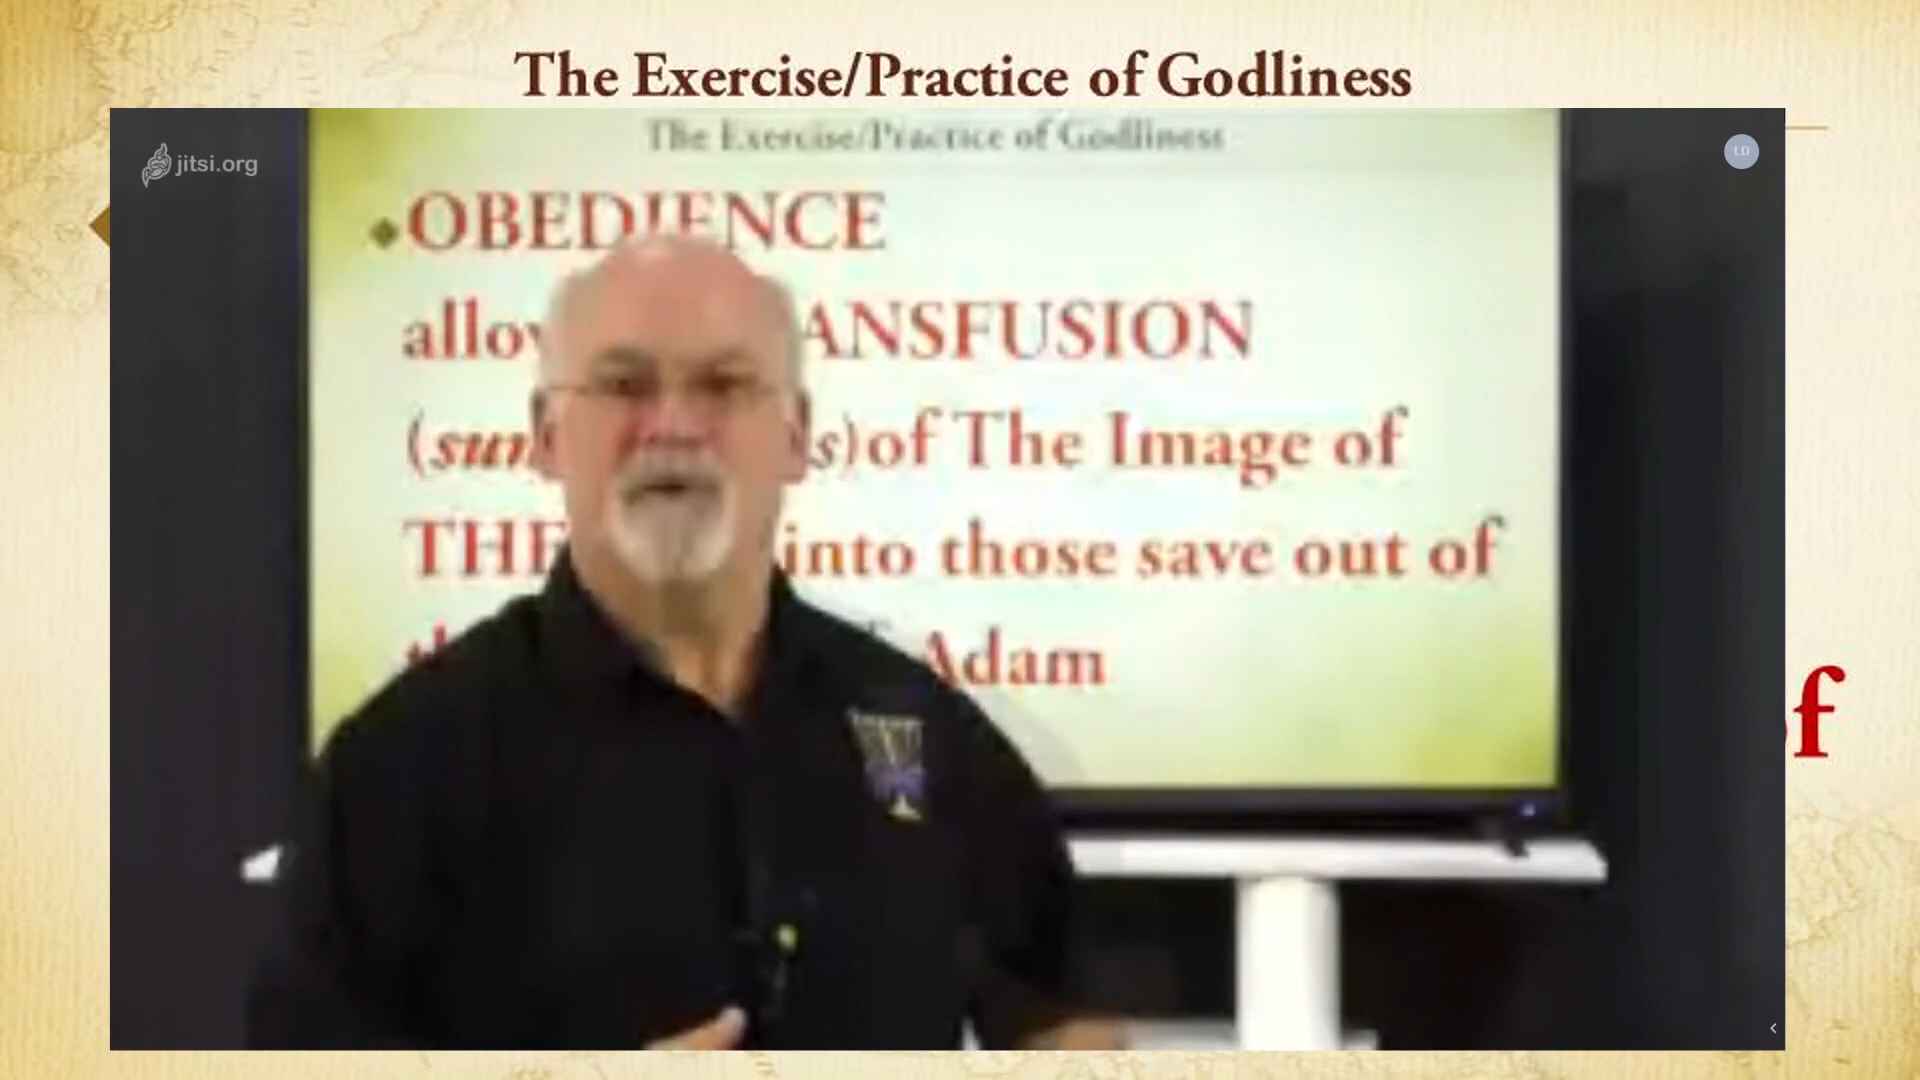 The Exercise/Practice of Godliness
jitsi.org
The Exercise/Practice of Godliness
LD
OBEDIENCE
ANSFUSION
of The Image of
into those save out of
Adam
of